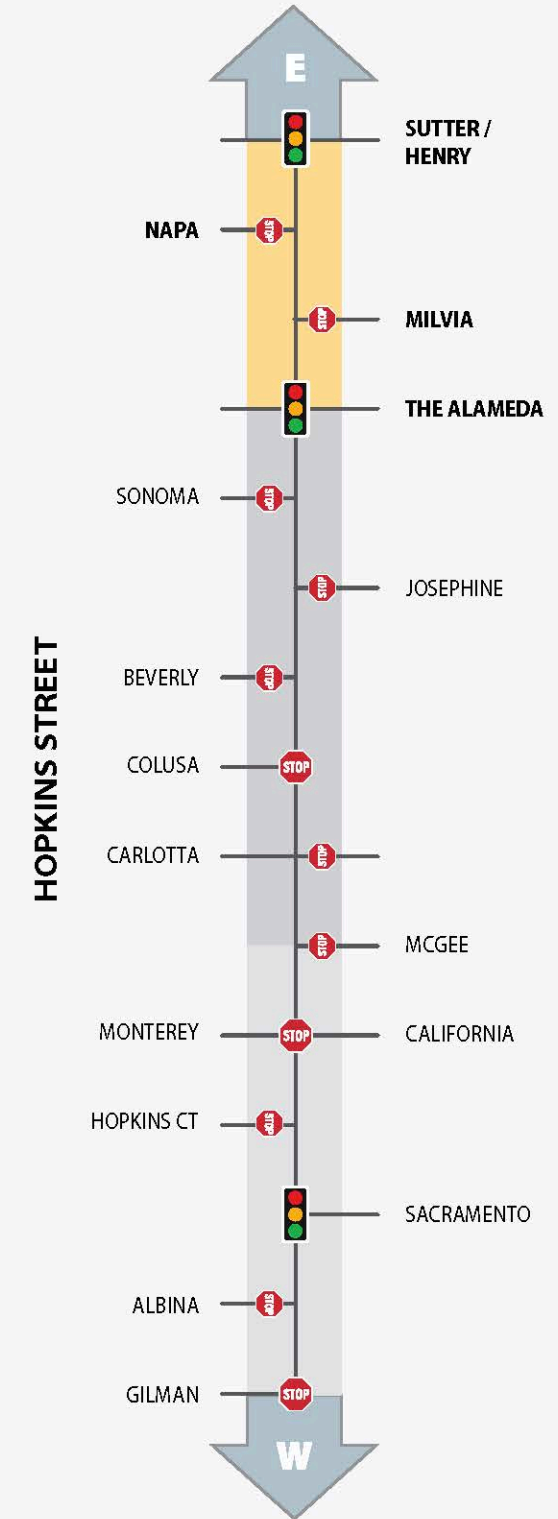 E
SUTTER /
HENRY
NAPA
STOP
STOP
MILVIA
THE ALAMEDA
SONOMA
STOP
STOP
JOSEPHINE
HOPKINS STREET
BEVERLY
STOP
COLUSA
STOP
CARLOTTA
STOP
STOP
MCGEE
MONTEREY
STOP
CALIFORNIA
HOPKINS CT
STOP
SACRAMENTO
ALBINA
STOP
GILMAN
STOP
W